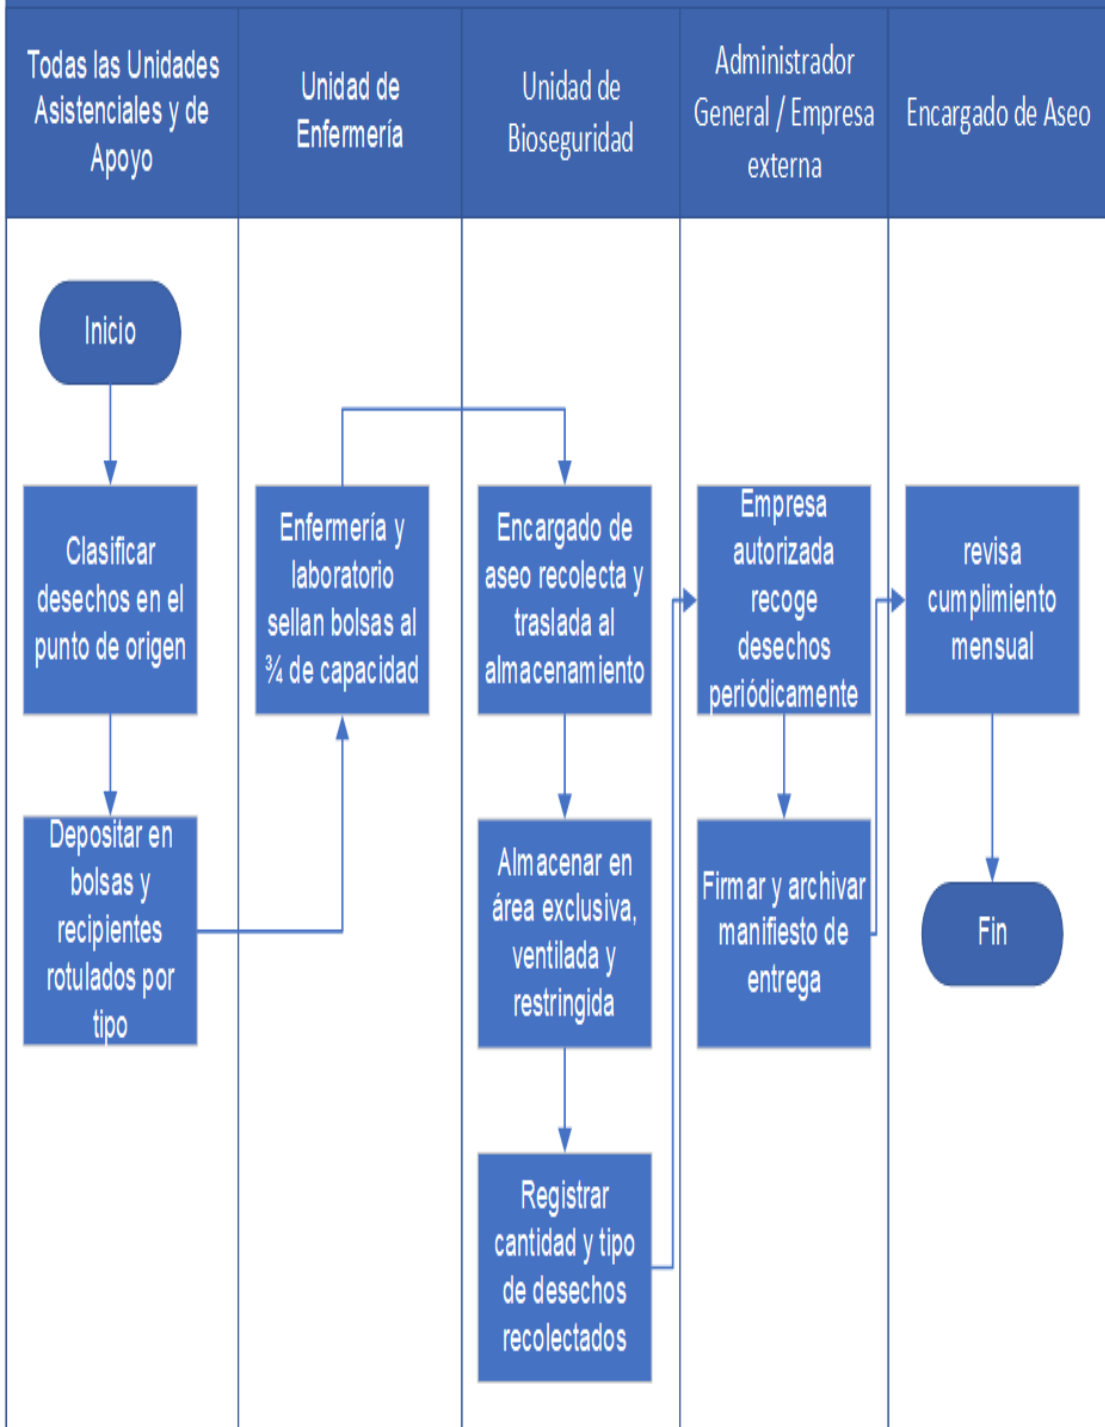 Todas las Unidades
Asistenciales y de
Apoyo
Unidad de
Enfermería
Unidad de
Bioseguridad
Administrador
General / Empresa
externa
Encargado de Aseo
Inicio
Clasificar
desechos en el
punto de origen
Depositar en
bolsas y
recipientes
rotulados por
tipo
Enfermería y
laboratorio
sellan bolsas al
¾ de capacidad
Encargado de
aseo recolecta y
traslada al
almacenamiento
Almacenar en
área exclusiva,
ventilada y
restringida
Registrar
cantidad y tipo
de desechos
recolectados
Empresa
autorizada
recoge
desechos
periódicamente
Firmar y archivar
manifiesto de
entrega
revisa
cumplimiento
mensual
Fin